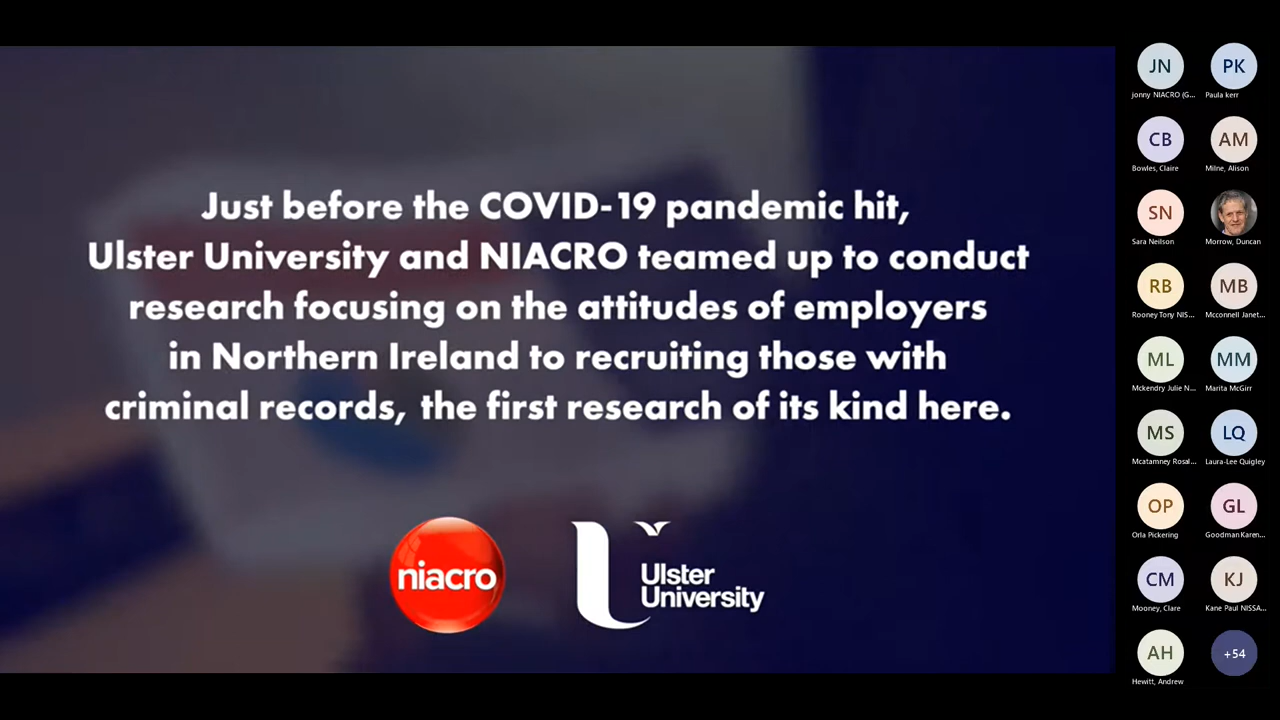 Just before the COVID-19 pandemic hit,
Ulster University and NIACRO teamed up to conduct
research focusing on the attitudes of employers
in Northern Ireland to recruiting those with
criminal records, the first research of its kind here.
niacro
Ulster
University
JN
PK
jonny NIACRO (G...
Paula kerr
CB
AM
Bowles, Claire
Milne, Alison
SN
Sara Neilson
Morrow, Duncan
RB
MB
Rooney Tony NIS...
Mcconnell Janet...
ML
MM
Mckendry Julie N...
Marita McGirr
MS
LQ
Mcatamney Rosal...
Laura-Lee Quigley
OP
GL
Orla Pickering
Goodman Karen...
CM
KJ
Mooney, Clare
Kane Paul NISSA...
AH
+54
Hewitt, Andrew